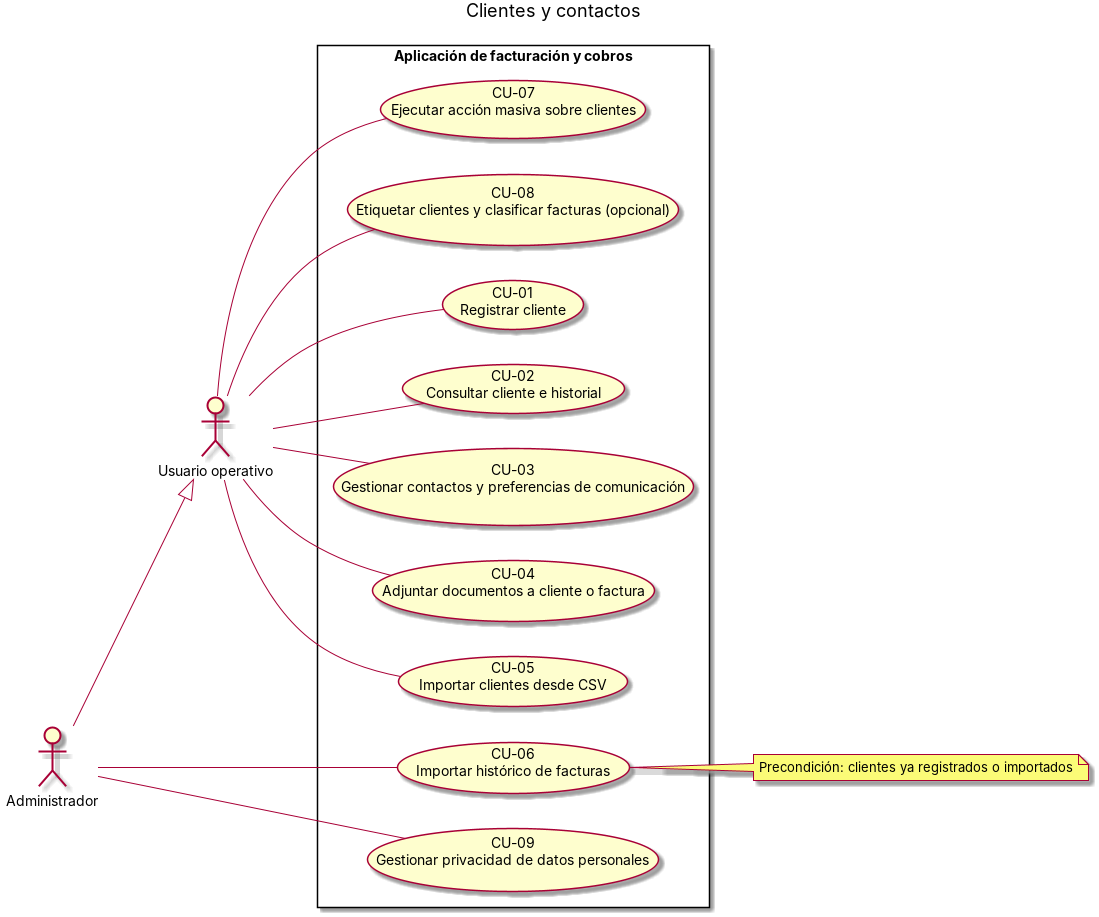 Clientes y contactos
Aplicación de facturación y cobros
CU-07
Ejecutar acción masiva sobre clientes
CU-08
Etiquetar clientes y clasificar facturas (opcional)
CU-01
Registrar cliente
CU-02
Consultar cliente e historial
Usuario operativo
CU-03
Gestionar contactos y preferencias de comunicación
CU-04
Adjuntar documentos a cliente o factura
CU-05
Importar clientes desde CSV
CU-06
Importar histórico de facturas
Precondición: clientes ya registrados o importados
Administrador
CU-09
Gestionar privacidad de datos personales